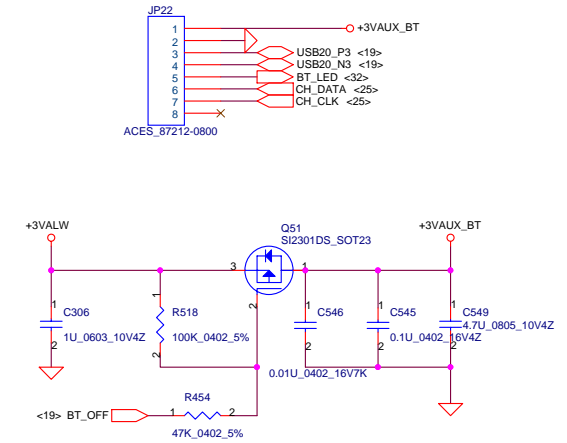 JP22
1
2
3
4
5
6
7
8
+3VAUX_BT
USB20_P3 <19>
USB20_N3 <19>
BT_LED <32>
CH_DATA <25>
CH_CLK <25>
ACES_87212-0800
+3VALW
Q51
SI2301DS_SOT23
+3VAUX_BT
3
1
2
1
C306
1U_0603_10V4Z
2
1
R518
100K_0402_5%
2
1
C546
2
0.01U_0402_16V7K
1
C545
0.1U_0402_16V4Z
2
1
C549
4.7U_0805_10V4Z
2
R454
<19> BT_OFF
1
2
47K_0402_5%